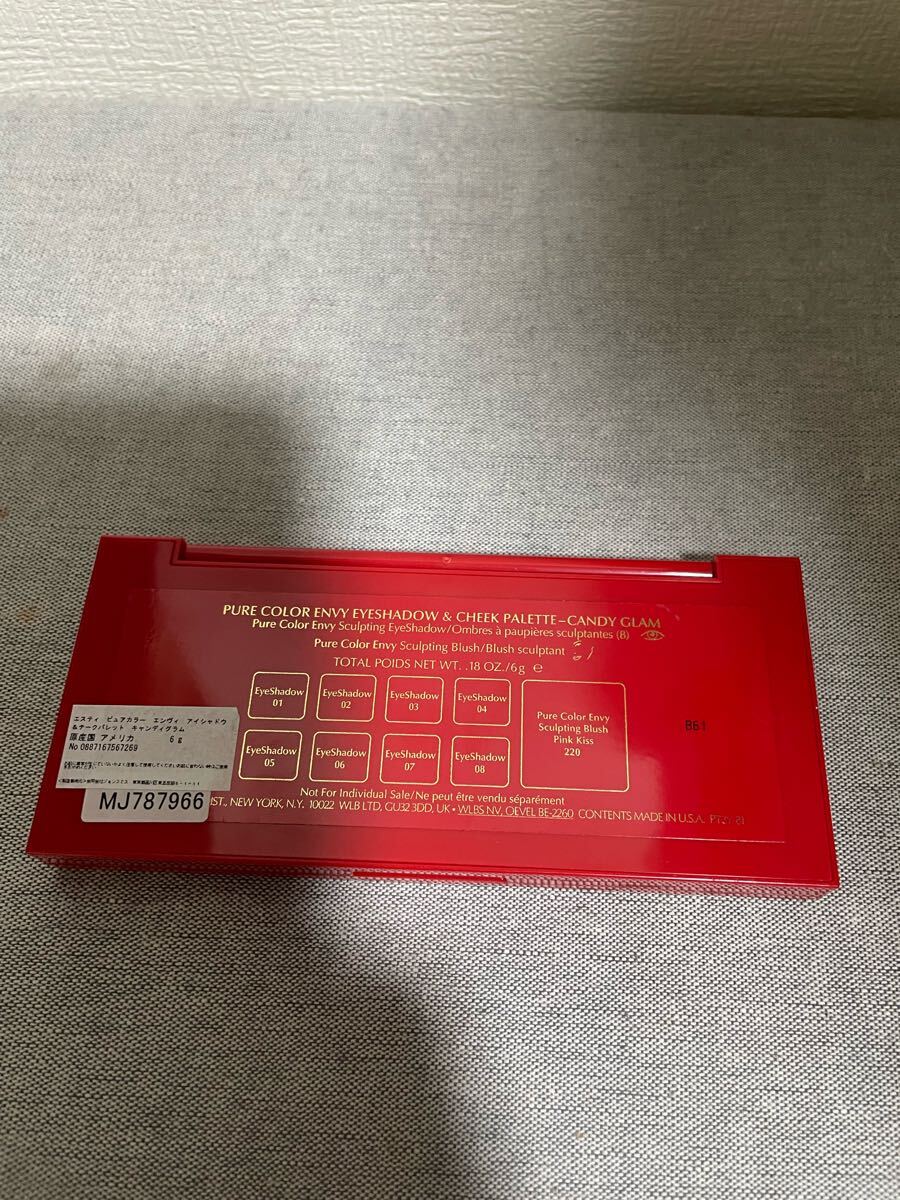 PURE COLOR ENVY EYESHADOW & CHEEK PALETTE–CANDY GLAM
Pure Color Envy Sculpting EyeShadow/Ombres à paupières sculptantes (8)
Pure Color Envy Sculpting Blush/Blush sculptant
TOTAL POIDS NET WT. .18 OZ./6g ℮
EyeShadow
01
EyeShadow
02
EyeShadow
03
EyeShadow
04
EyeShadow
05
EyeShadow
06
EyeShadow
07
EyeShadow
08
Pure Color Envy
Sculpting Blush
Pink Kiss
220
B61
Not For Individual Sale/Ne peut être vendu séparément
IST., NEW YORK, N.Y. 10022 WLB LTD, GU32 3DD, UK • WLBS NV, OEVEL BE-2260 CONTENTS MADE IN U.S.A.
エスティ ピュアカラー エンヴィ アイシャドウ
&チークパレット キャンディグラム
原産国 アメリカ 6g
No 0887167567269
MJ787966